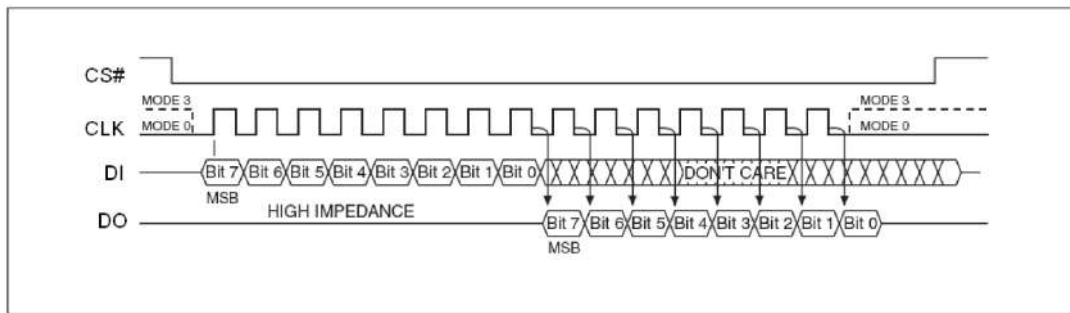 CS#
MODE 3 MODE 3
CLK MODE 0 MODE 0
DI Bit 7 Bit 6 Bit 5 Bit 4 Bit 3 Bit 2 Bit 1 Bit 0 DON'T CARE
MSB
HIGH IMPEDANCE
DO Bit 7 Bit 6 Bit 5 Bit 4 Bit 3 Bit 2 Bit 1 Bit 0
MSB